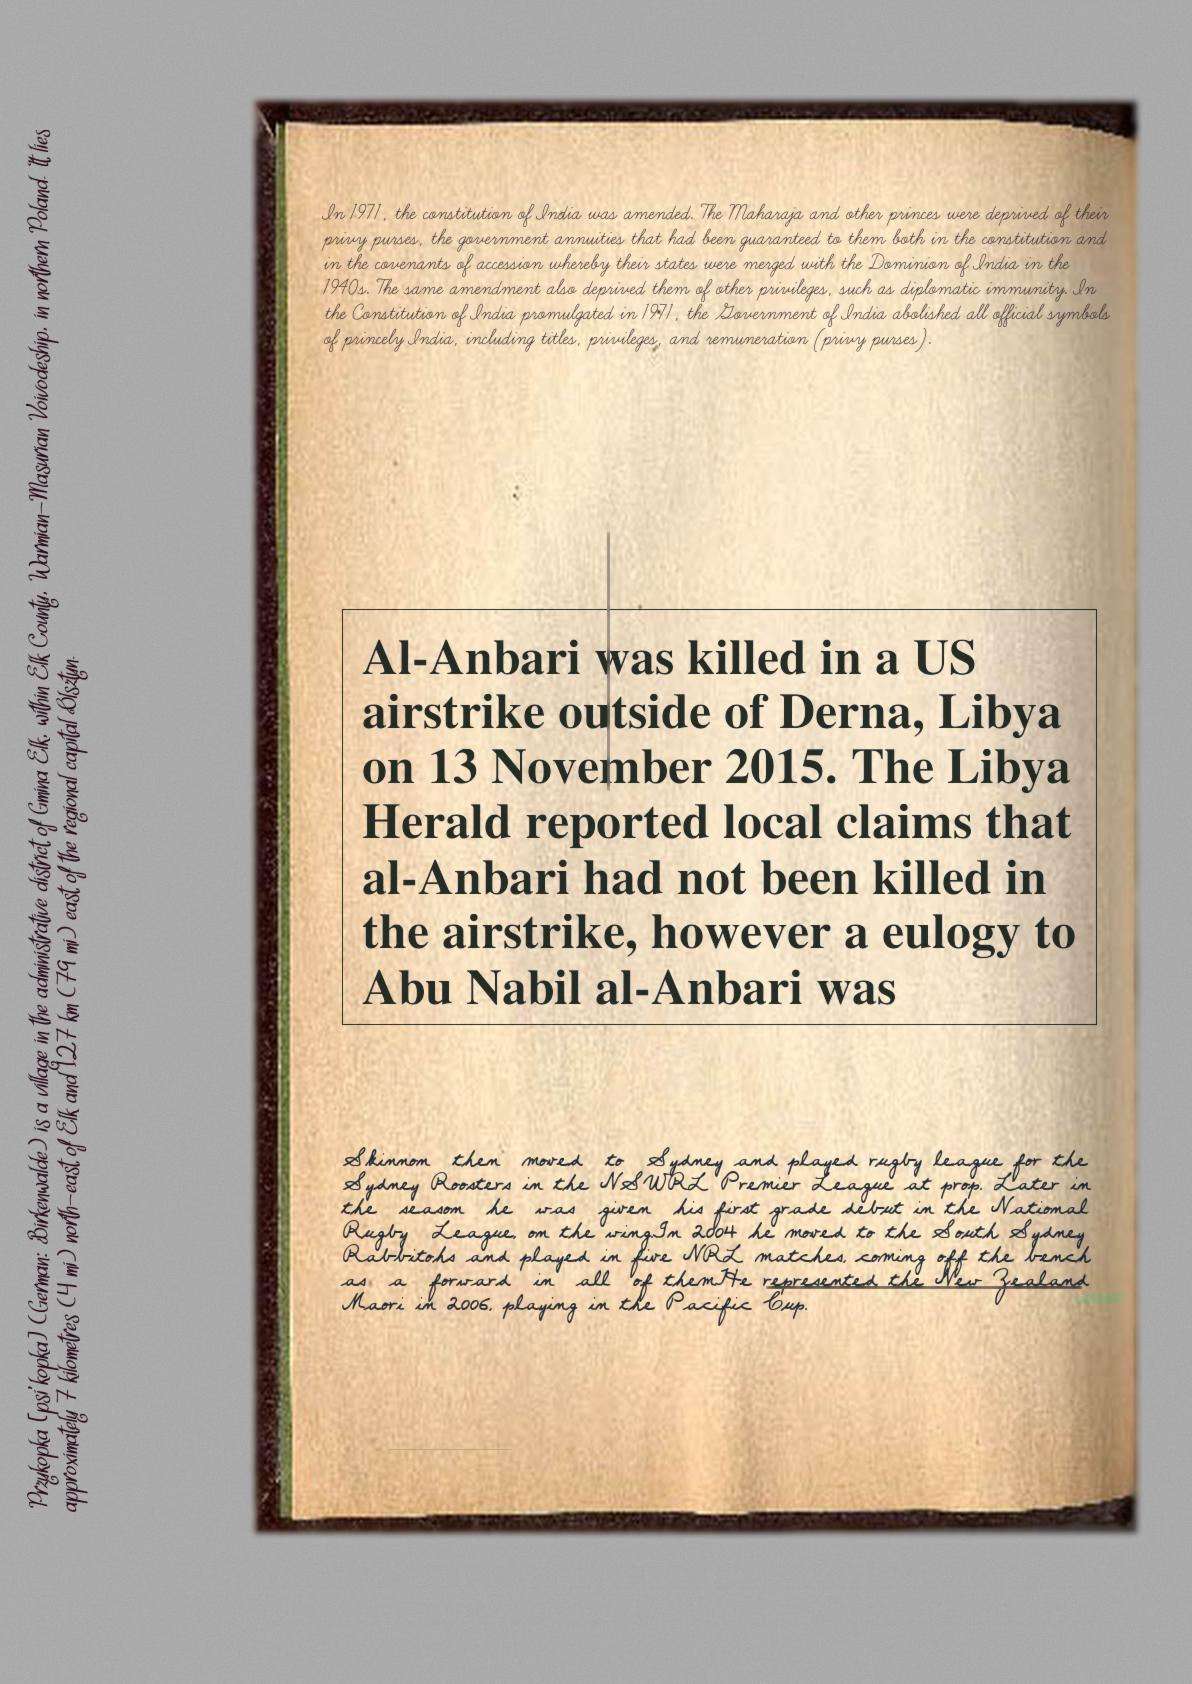 Przykopka [psiˈkopka] (German: Birkenwalde) is a village in the administrative district of Gmina Ełk, within Ełk County, Warmian-Masurian Voivodeship, in northern Poland. It lies
approximately 7 kilometres (4 mi) north-east of Ełk and 127 km (79 mi) east of the regional capital Olsztyn.
In 1971, the constitution of India was amended. The Maharaja and other princes were deprived of their
privy purses, the government annuities that had been guaranteed to them both in the constitution and
in the covenants of accession whereby their states were merged with the Dominion of India in the
1940s. The same amendment also deprived them of other privileges, such as diplomatic immunity. In
the Constitution of India promulgated in 1971, the Government of India abolished all official symbols
of princely India, including titles, privileges, and remuneration (privy purses).
Al-Anbari was killed in a US
airstrike outside of Derna, Libya
on 13 November 2015. The Libya
Herald reported local claims that
al-Anbari had not been killed in
the airstrike, however a eulogy to
Abu Nabil al-Anbari was
Skinnon then moved to Sydney and played rugby league for the
Sydney Roosters in the NSWRL Premier League at prop. Later in
the season he was given his first grade debut in the National
Rugby League, on the wing.In 2004 he moved to the South Sydney
Rabbitohs and played in five NRL matches, coming off the bench
as a forward in all of them.He represented the New Zealand
Maori in 2006, playing in the Pacific Cup.